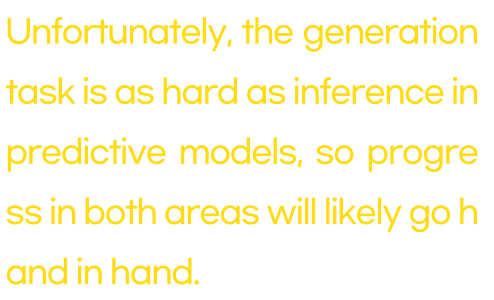 Unfortunately, the generation
task is as hard as inference in
predictive models, so progre
ss in both areas will likely go h
and in hand.